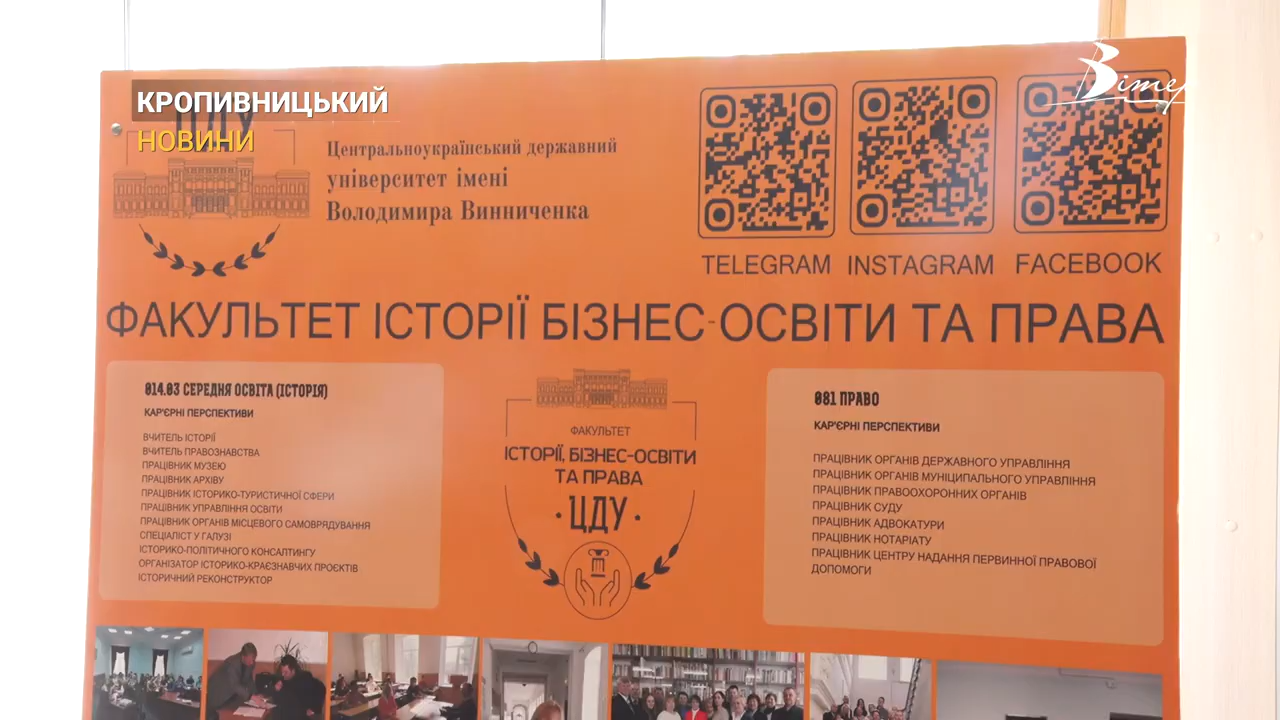 КРОПИВНИЦЬКИЙ
НОВИНИ
Вітер
Центральноукраїнський державний
університет імені
Володимира Винниченка
TELEGRAM INSTAGRAM FACEBOOK
ФАКУЛЬТЕТ ІСТОРІЇ БІЗНЕС-ОСВІТИ ТА ПРАВА
014.03 СЕРЕДНЯ ОСВІТА (ІСТОРІЯ)
КАР'ЄРНІ ПЕРСПЕКТИВИ
ВЧИТЕЛЬ ІСТОРІЇ
ВЧИТЕЛЬ ПРАВОЗНАВСТВА
ПРАЦІВНИК МУЗЕЮ
ПРАЦІВНИК АРХІВУ
ПРАЦІВНИК ІСТОРИКО-ТУРИСТИЧНОЇ СФЕРИ
ПРАЦІВНИК УПРАВЛІННЯ ОСВІТИ
ПРАЦІВНИК ОРГАНІВ МІСЦЕВОГО САМОВРЯДУВАННЯ
СПЕЦІАЛІСТ У ГАЛУЗІ
ІСТОРИКО-ПОЛІТИЧНОГО КОНСАЛТИНГУ
ОРГАНІЗАТОР ІСТОРИКО-КРАЄЗНАВЧИХ ПРОЄКТІВ
ІСТОРИЧНИЙ РЕКОНСТРУКТОР
ФАКУЛЬТЕТ
ІСТОРІЇ, БІЗНЕС-ОСВІТИ
ТА ПРАВА
·ЦДУ·
081 ПРАВО
КАР'ЄРНІ ПЕРСПЕКТИВИ
ПРАЦІВНИК ОРГАНІВ ДЕРЖАВНОГО УПРАВЛІННЯ
ПРАЦІВНИК ОРГАНІВ МУНІЦИПАЛЬНОГО УПРАВЛІННЯ
ПРАЦІВНИК ПРАВООХОРОННИХ ОРГАНІВ
ПРАЦІВНИК СУДУ
ПРАЦІВНИК АДВОКАТУРИ
ПРАЦІВНИК НОТАРІАТУ
ПРАЦІВНИК ЦЕНТРУ НАДАННЯ ПЕРВИННОЇ ПРАВОВОЇ
ДОПОМОГИ